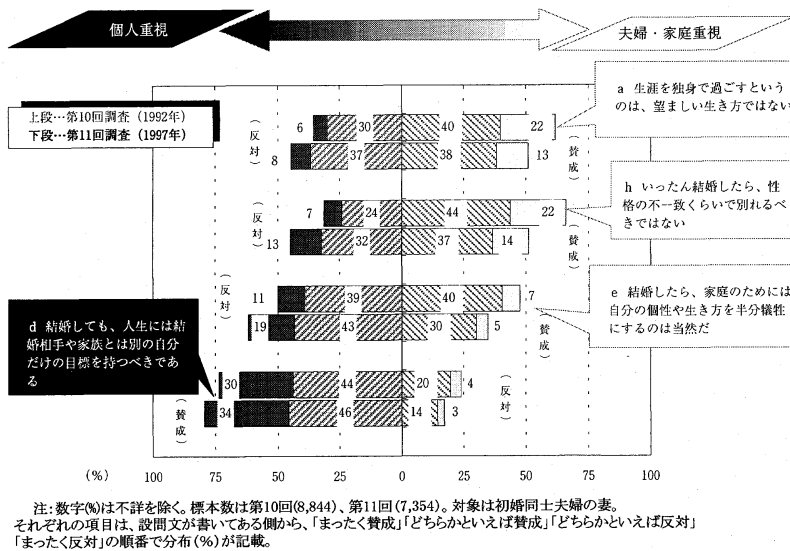 個人重視
夫婦・家庭重視
上段…第10回調査（1992年）
下段…第11回調査（1997年）
a 生涯を独身で過ごすという
のは、望ましい生き方ではない
（反対）
6 30 40 22
8 37 38 13
（賛成）
h いったん結婚したら、性
格の不一致くらいで別れるべ
きではない
（反対）
7 24 44 22
13 32 37 14
（賛成）
e 結婚したら、家庭のためには
自分の個性や生き方を半分犠牲
にするのは当然だ
（反対）
11 39 40 7
19 43 30 5
（賛成）
d 結婚しても、人生には結
婚相手や家族とは別の自分
だけの目標を持つべきであ
る
30 44 20 4
34 46 14 3
（賛成）
（反対）
(%) 100 75 50 25 0 25 50 75 100
注：数字(%)は不詳を除く。標本数は第10回(8,844)、第11回(7,354)。対象は初婚同士夫婦の妻。
それぞれの項目は、設問文が書いてある側から、「まったく賛成」「どちらかといえば賛成」「どちらかといえば反対」
「まったく反対」の順番で分布(%)が記載。